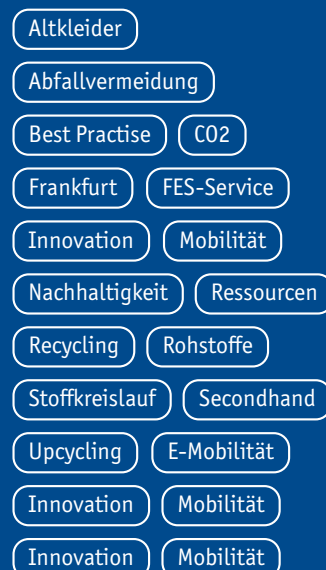 Altkleider
Abfallvermeidung
Best Practise CO2
Frankfurt FES-Service
Innovation Mobilität
Nachhaltigkeit Ressourcen
Recycling Rohstoffe
Stoffkreislauf Secondhand
Upcycling E-Mobilität
Innovation Mobilität
Innovation Mobilität